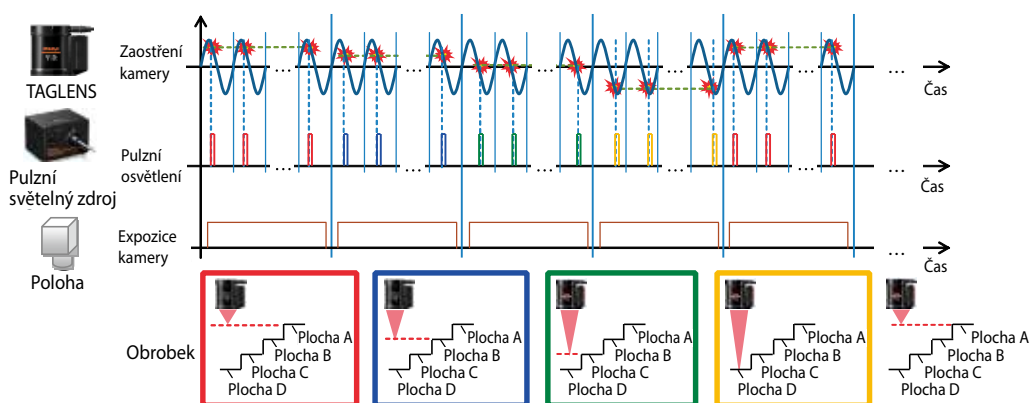 Zaostření
kamery
TAGLENS
... ... ... ... ... ...
Čas
Pulzní
osvětlení
Pulzní
světelný zdroj
... ... ... ... ... ...
Čas
Expozice
kamery
Poloha
...
Čas
Obrobek
Plocha A
Plocha B
Plocha C
Plocha D
Plocha A
Plocha B
Plocha C
Plocha D
Plocha A
Plocha B
Plocha C
Plocha D
Plocha A
Plocha B
Plocha C
Plocha D
Plocha A
Plocha B
Plocha C
Plocha D